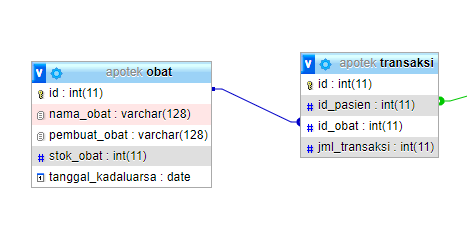 v apotek obat
id : int(11)
nama_obat : varchar(128)
pembuat_obat : varchar(128)
# stok_obat : int(11)
tanggal_kadaluarsa : date
v apotek transaksi
id : int(11)
# id_pasien : int(11)
# id_obat : int(11)
# jml_transaksi : int(11)